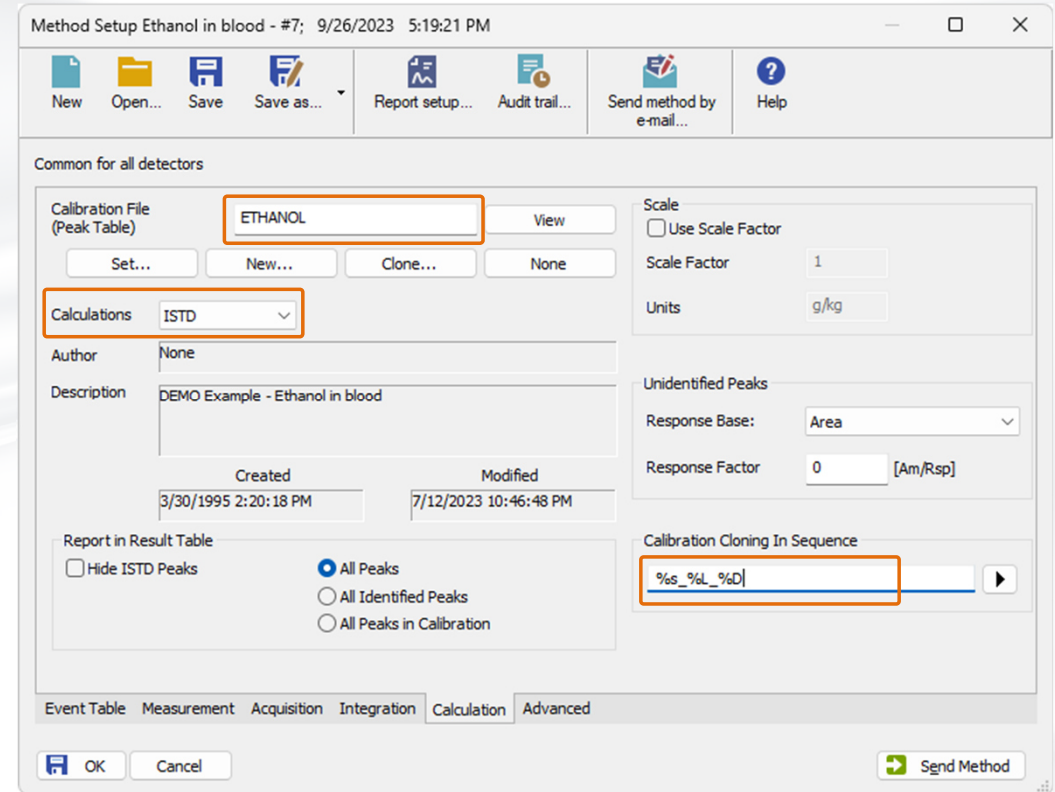 Method Setup Ethanol in blood - #7;  9/26/2023  5:19:21 PM
New
Open...
Save
Save as...
Report setup...
Audit trail...
Send method by
e-mail...
Help
Common for all detectors
Calibration File
(Peak Table)
ETHANOL
View
Set...
New...
Clone...
None
Calculations
ISTD
Author
None
Description
DEMO Example - Ethanol in blood
Created
Modified
3/30/1995 2:20:18 PM
7/12/2023 10:46:48 PM
Report in Result Table
Hide ISTD Peaks
All Peaks
All Identified Peaks
All Peaks in Calibration
Scale
Use Scale Factor
Scale Factor
1
Units
g/kg
Unidentified Peaks
Response Base:
Area
Response Factor
0
[Am/Rsp]
Calibration Cloning In Sequence
%s_%L_%D
Event Table
Measurement
Acquisition
Integration
Calculation
Advanced
OK
Cancel
Send Method